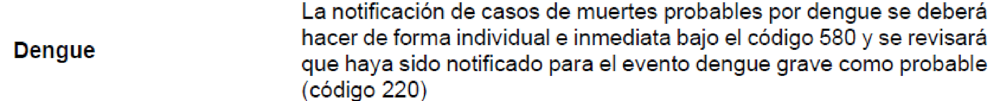 La notificación de casos de muertes probables por dengue se deberá
hacer de forma individual e inmediata bajo el código 580 y se revisará
Dengue
que haya sido notificado para el evento dengue grave como probable
(código 220)